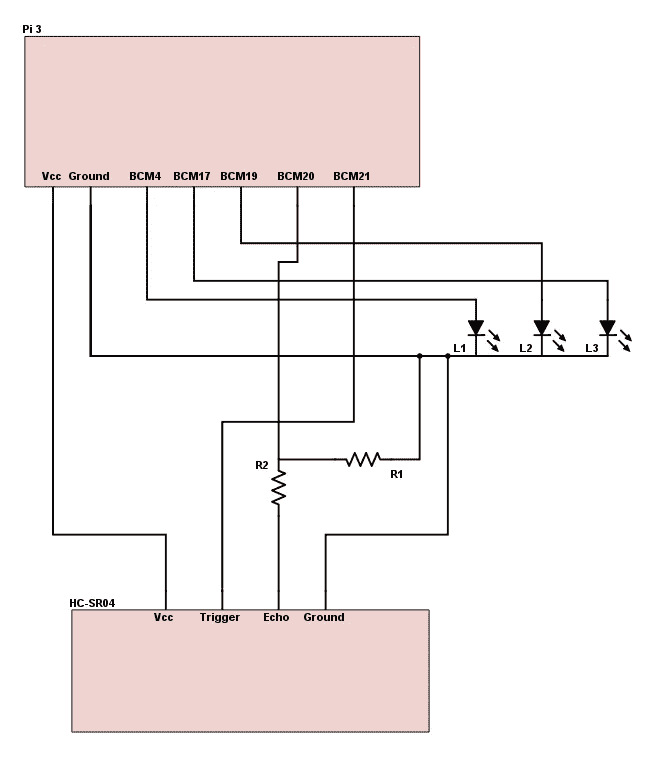 Pi 3
Vcc Ground BCM4 BCM17 BCM19 BCM20 BCM21
L1 L2 L3
R2
R1
HC-SR04
Vcc Trigger Echo Ground